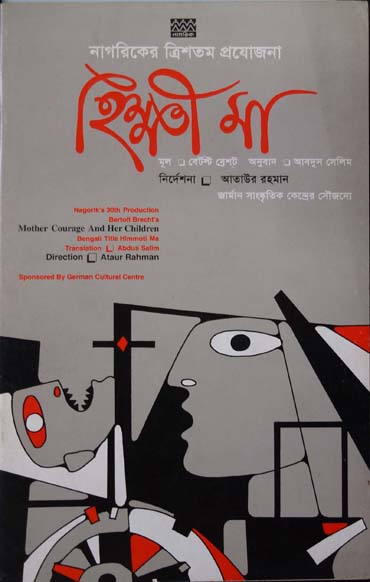 নাগরিক
নাগরিকের ত্রিশতম প্রযোজনা
হিম্মতী মা
মূল ❑ বের্টল্ট ব্রেশট অনুবাদ ❑ আবদুস সেলিম
নির্দেশনা ❑ আতাউর রহমান
জার্মান সাংস্কৃতিক কেন্দ্রের সৌজন্যে
Nagorik's 30th Production
Bertolt Brecht's
Mother Courage And Her Children
Bengali Title Himmoti Ma
Translation ❑ Abdus Salim
Direction ❑ Ataur Rahman
Sponsored By German Cultural Centre